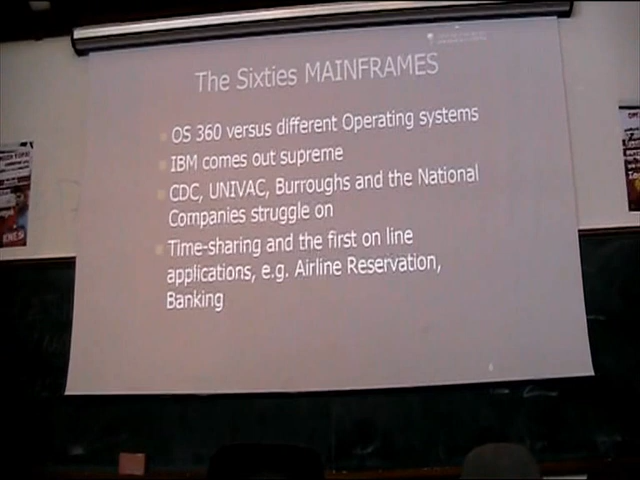 The Sixties MAINFRAMES
OS 360 versus different Operating systems
IBM comes out supreme
CDC, UNIVAC, Burroughs and the National
Companies struggle on
Time-sharing and the first on line
applications, e.g. Airline Reservation,
Banking